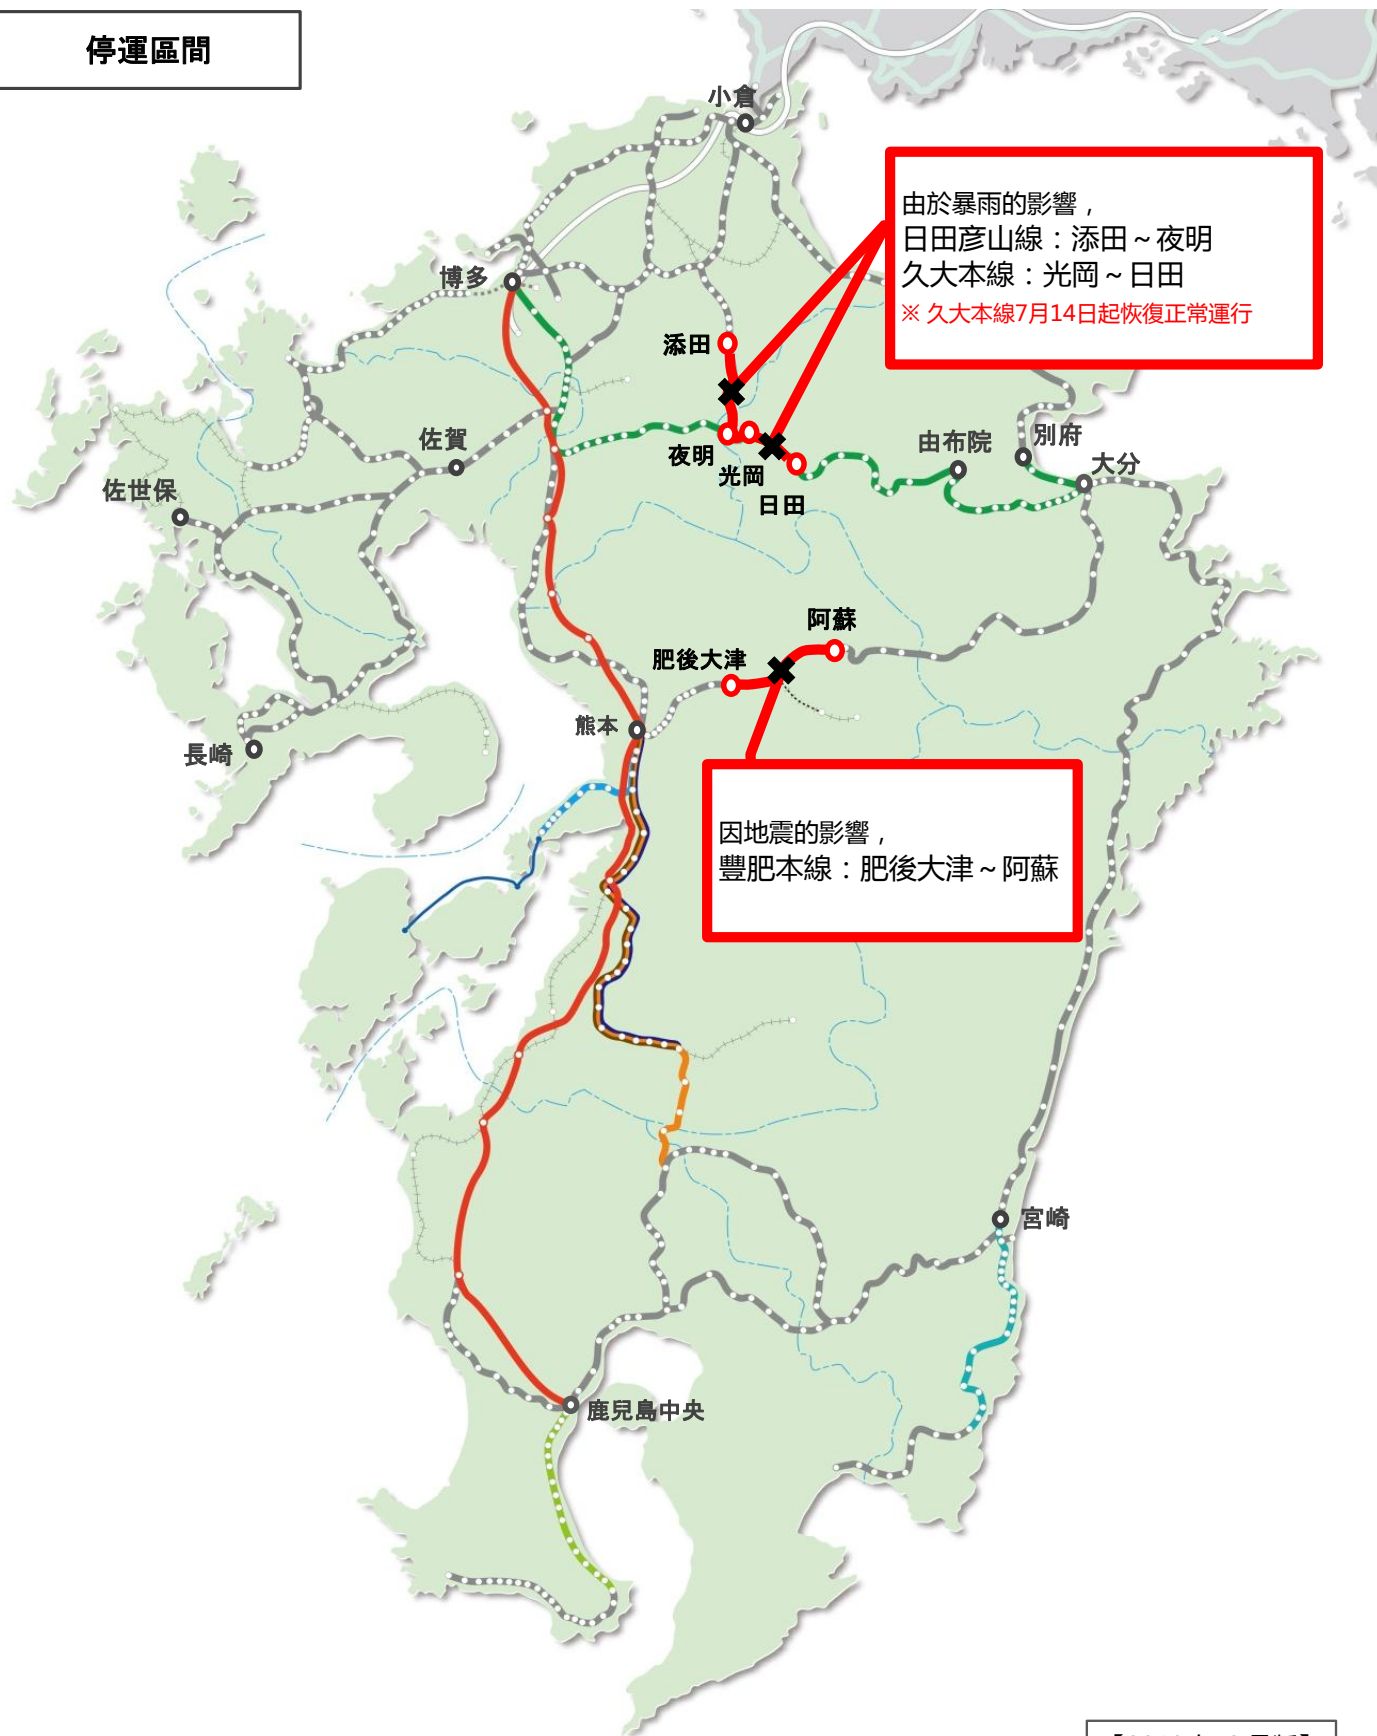 停運區間
小倉
由於暴雨的影響，
日田彦山線：添田～夜明
久大本線：光岡～日田
※ 久大本線7月14日起恢復正常運行
博多
添田
佐賀
夜明
光岡
日田
由布院
別府
大分
佐世保
阿蘇
肥後大津
熊本
長崎
因地震的影響，
豐肥本線：肥後大津～阿蘇
宮崎
鹿兒島中央